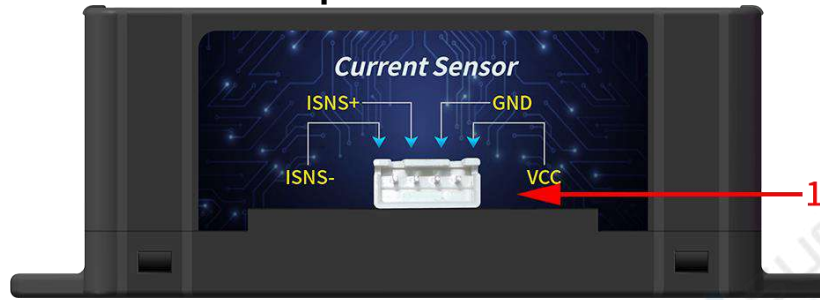 Current Sensor
ISNS+
GND
ISNS-
VCC
1